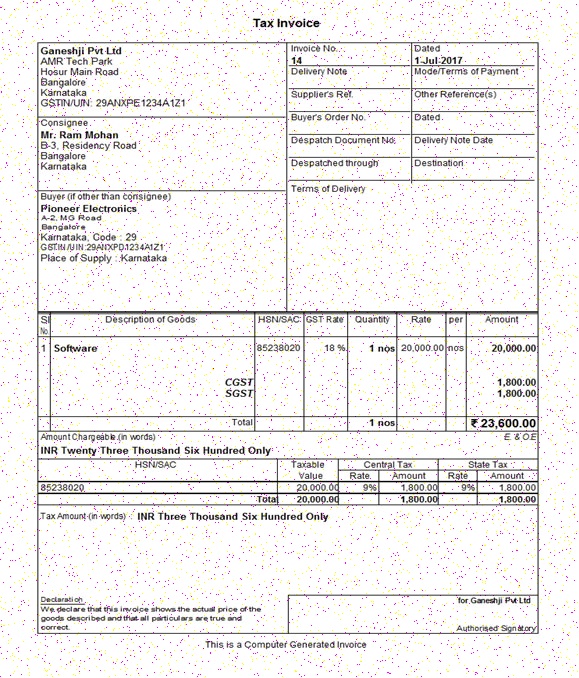 Tax Invoice
Ganeshji Pvt Ltd
AMR Tech Park
Hosur Main Road
Bangalore
Karnataka
GSTIN/UIN: 29ANXPE1234A1Z1
Invoice No.
14
Dated
1-Jul-2017
Delivery Note
Mode/Terms of Payment
Supplier's Ref.
Other Reference(s)
Consignee
Mr. Ram Mohan
B-3, Residency Road
Bangalore
Karnataka
Buyer's Order No.
Dated
Despatch Document No.
Delivery Note Date
Despatched through
Destination
Terms of Delivery
Buyer (if other than consignee)
Pioneer Electronics
A-2, MG Road
Bangalore
Karnataka, Code : 29
GSTIN/UIN:29ANXPD1234A1Z1
Place of Supply : Karnataka
Sl No. Description of Goods HSN/SAC GST Rate Quantity Rate per Amount
1 Software 85238020 18 % 1 nos 20,000.00 nos 20,000.00
CGST 1,800.00
SGST 1,800.00
Total 1 nos ₹ 23,600.00
Amount Chargeable (in words) E. & O.E
INR Twenty Three Thousand Six Hundred Only
HSN/SAC Taxable Value Central Tax State Tax
Rate Amount Rate Amount
85238020 20,000.00 9% 1,800.00 9% 1,800.00
Total 20,000.00 1,800.00 1,800.00
Tax Amount (in words) : INR Three Thousand Six Hundred Only
Declaration
We declare that this invoice shows the actual price of the
goods described and that all particulars are true and
correct.
for Ganeshji Pvt Ltd
Authorised Signatory
This is a Computer Generated Invoice